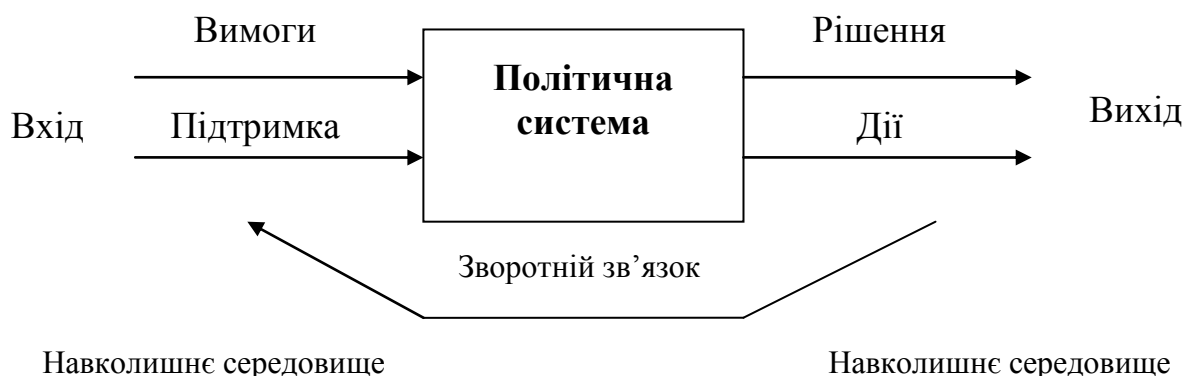 Вимоги
Рішення
Політична
система
Вхід
Підтримка
Дії
Вихід
Зворотній зв’язок
Навколишнє середовище
Навколишнє середовище